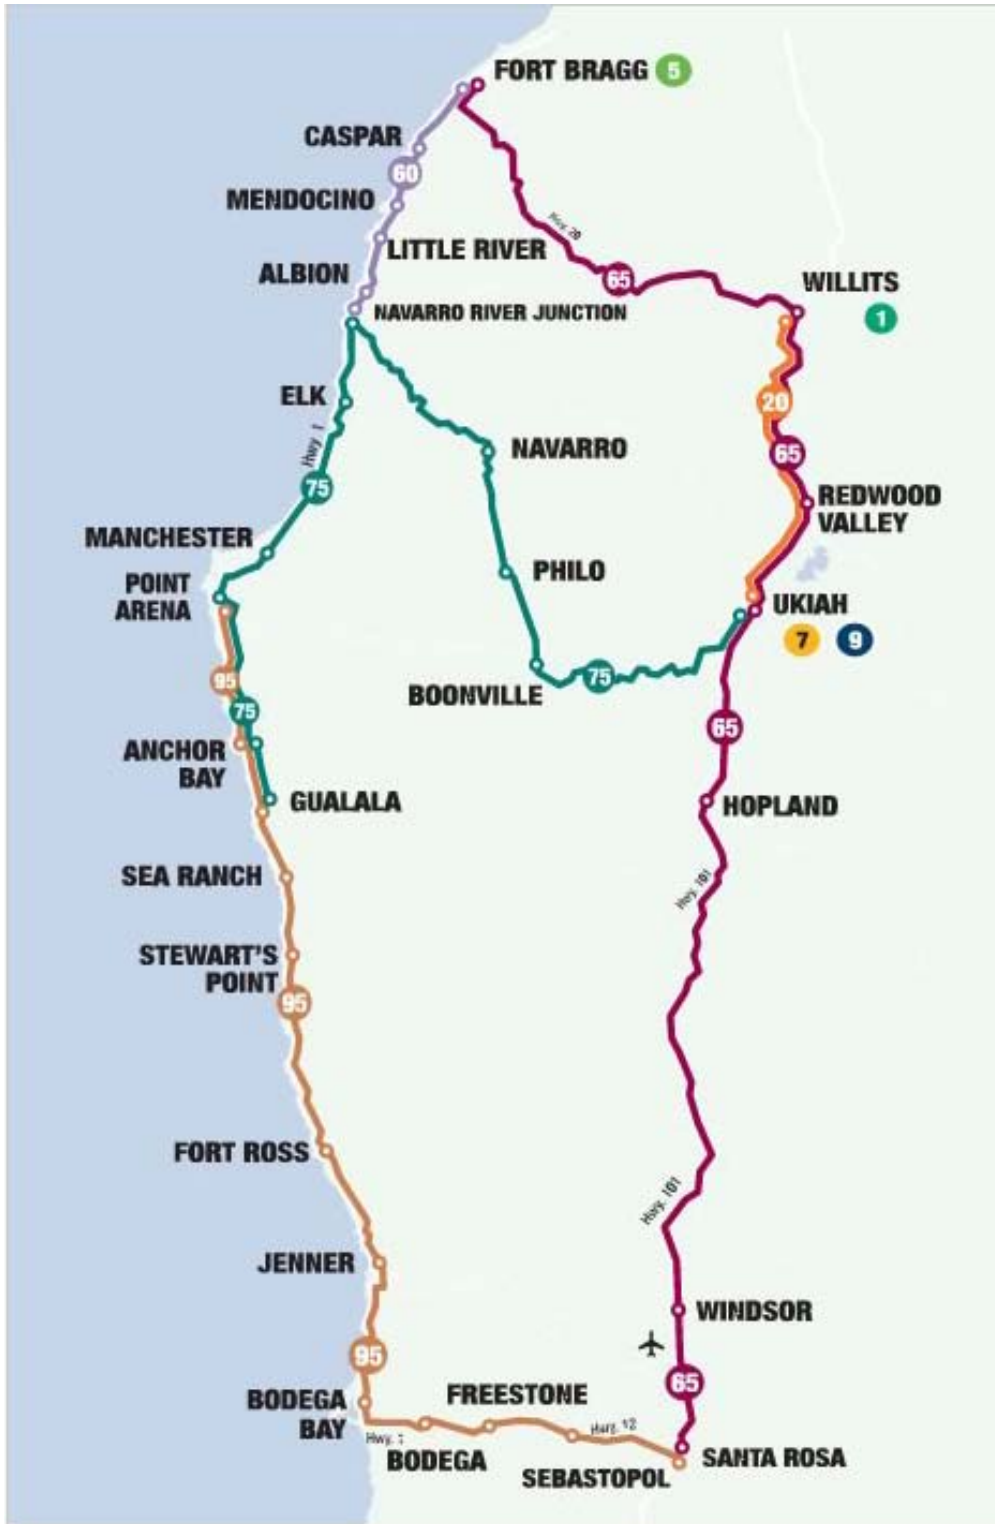 FORT BRAGG 5
CASPAR
60
MENDOCINO
Hwy. 20
LITTLE RIVER
ALBION
65
WILLITS
1
NAVARRO RIVER JUNCTION
ELK
20
Hwy 1
NAVARRO
65
75
REDWOOD
VALLEY
MANCHESTER
POINT
ARENA
PHILO
UKIAH
7 9
95
75
BOONVILLE
75
65
ANCHOR
BAY
GUALALA
HOPLAND
SEA RANCH
Hwy. 101
STEWART'S
POINT
95
FORT ROSS
Hwy. 101
JENNER
WINDSOR
95
65
BODEGA
BAY
FREESTONE
Hwy. 1
Hwy. 12
BODEGA
SEBASTOPOL
SANTA ROSA